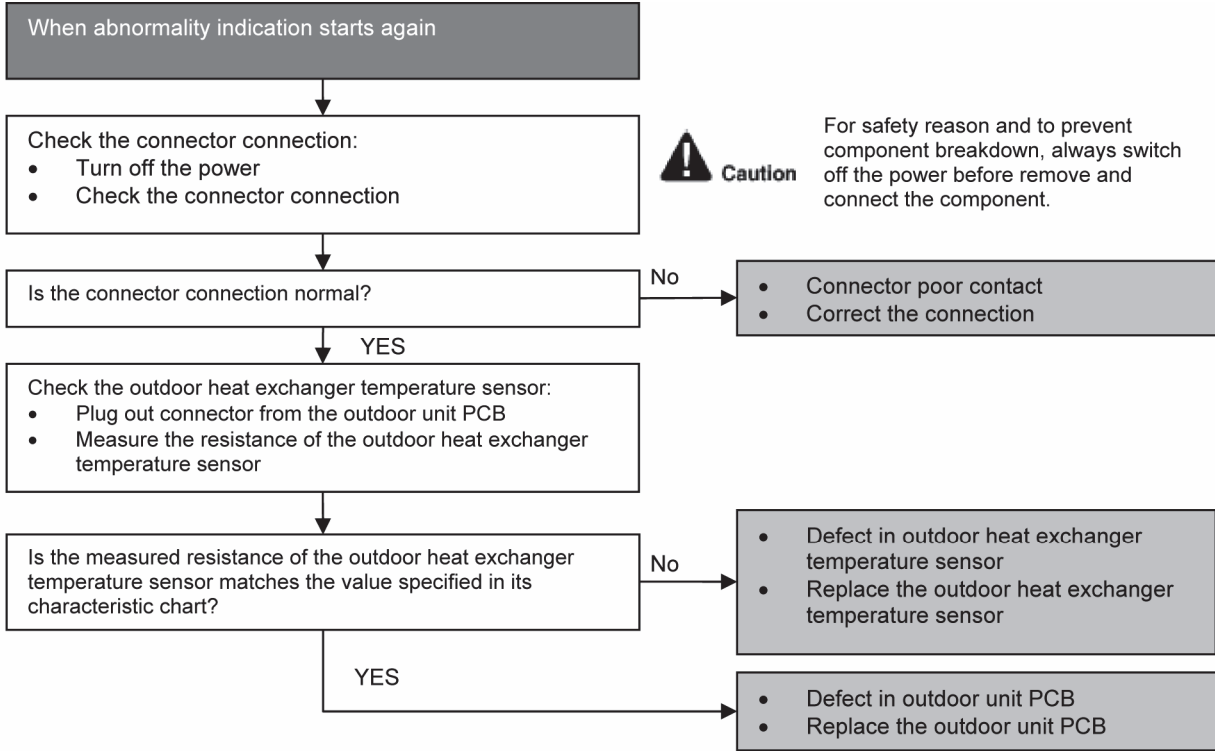 When abnormality indication starts again
Check the connector connection:
• Turn off the power
• Check the connector connection
Caution
For safety reason and to prevent
component breakdown, always switch
off the power before remove and
connect the component.
Is the connector connection normal?
No
• Connector poor contact
• Correct the connection
YES
Check the outdoor heat exchanger temperature sensor:
• Plug out connector from the outdoor unit PCB
• Measure the resistance of the outdoor heat exchanger
temperature sensor
Is the measured resistance of the outdoor heat exchanger
temperature sensor matches the value specified in its
characteristic chart?
No
• Defect in outdoor heat exchanger
temperature sensor
• Replace the outdoor heat exchanger
temperature sensor
YES
• Defect in outdoor unit PCB
• Replace the outdoor unit PCB